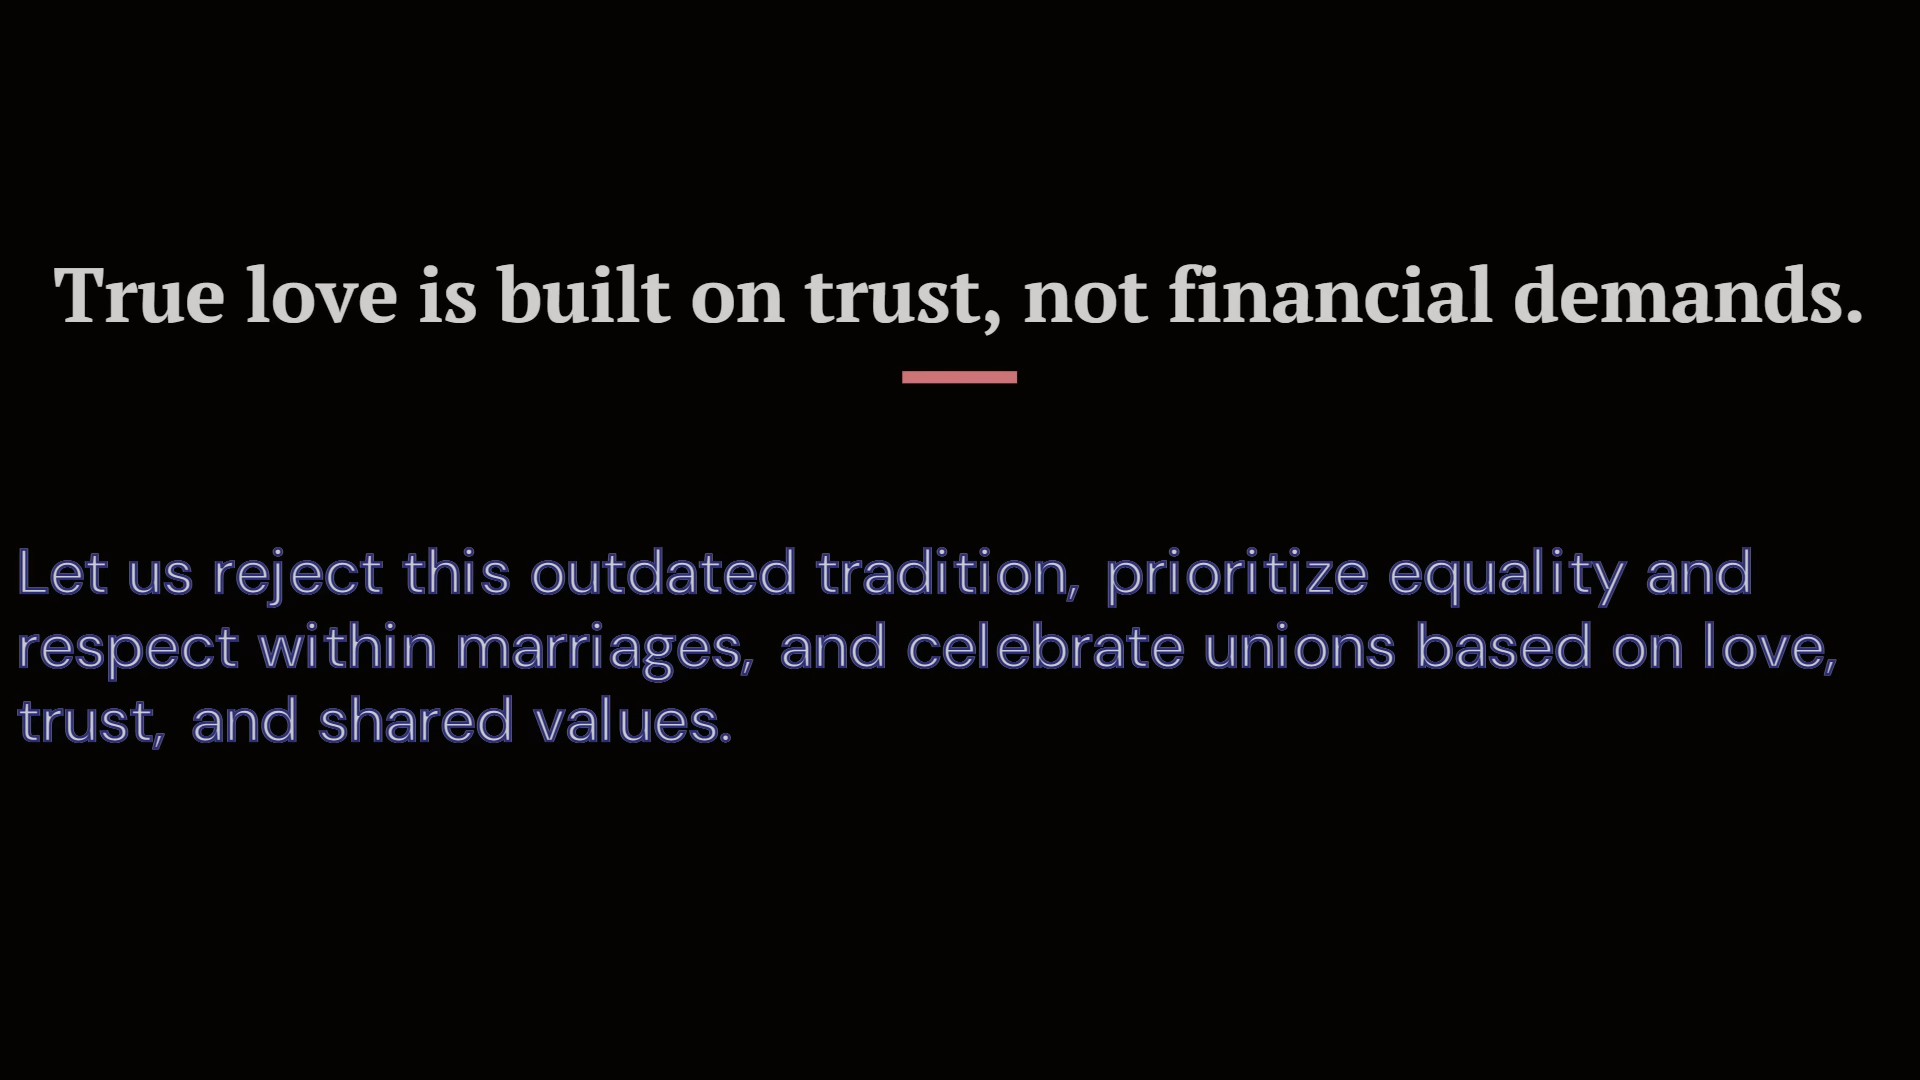 True love is built on trust, not financial demands.
Let us reject this outdated tradition, prioritize equality and
respect within marriages, and celebrate unions based on love,
trust, and shared values.